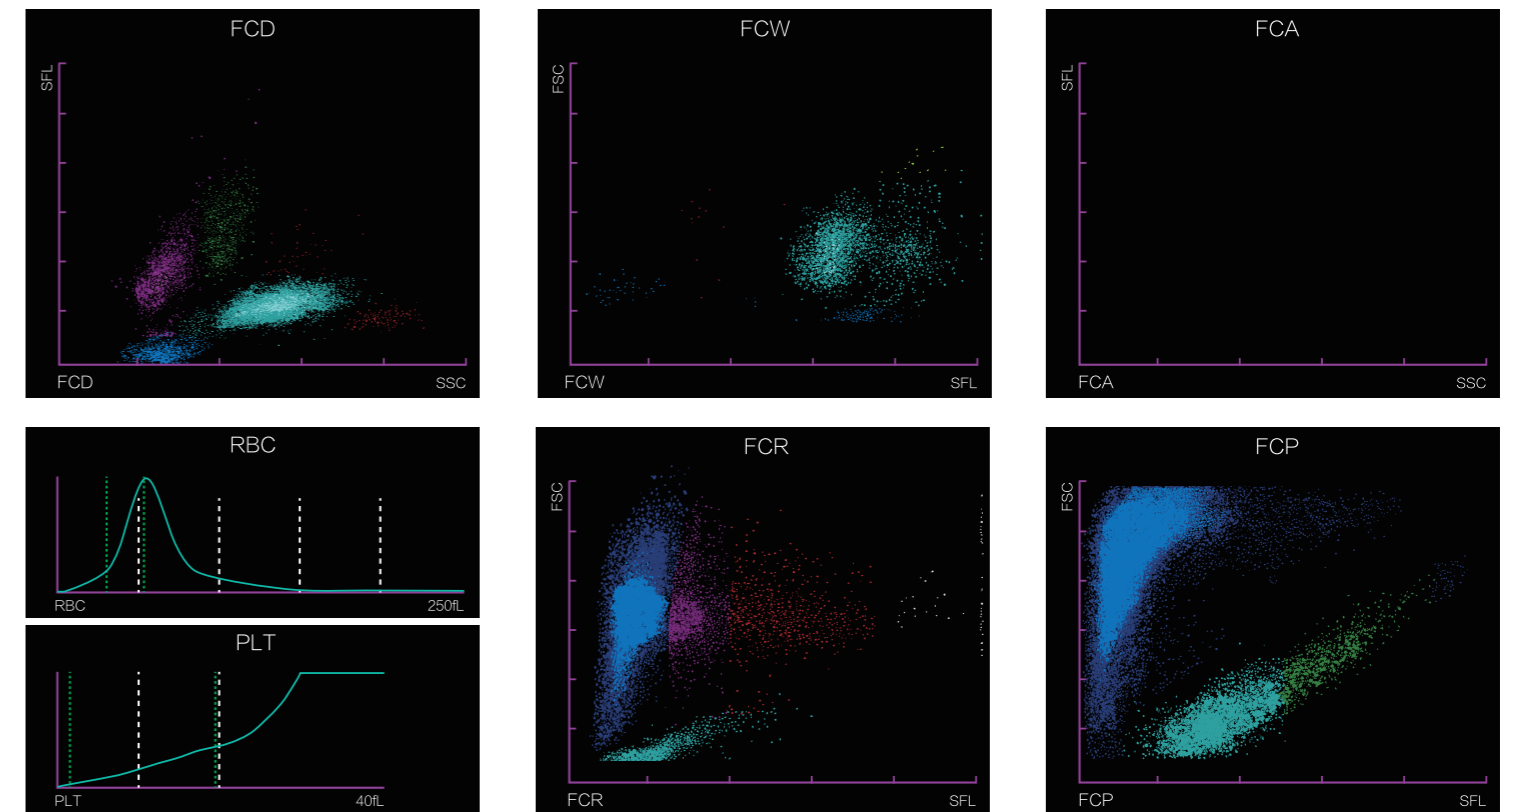 FCD
SFL
FCD SSC
FCW
FSC
FCW SFL
FCA
SFL
FCA SSC
RBC
RBC 250fL
PLT
PLT 40fL
FCR
FSC
FCR SFL
FCP
FSC
FCP SFL